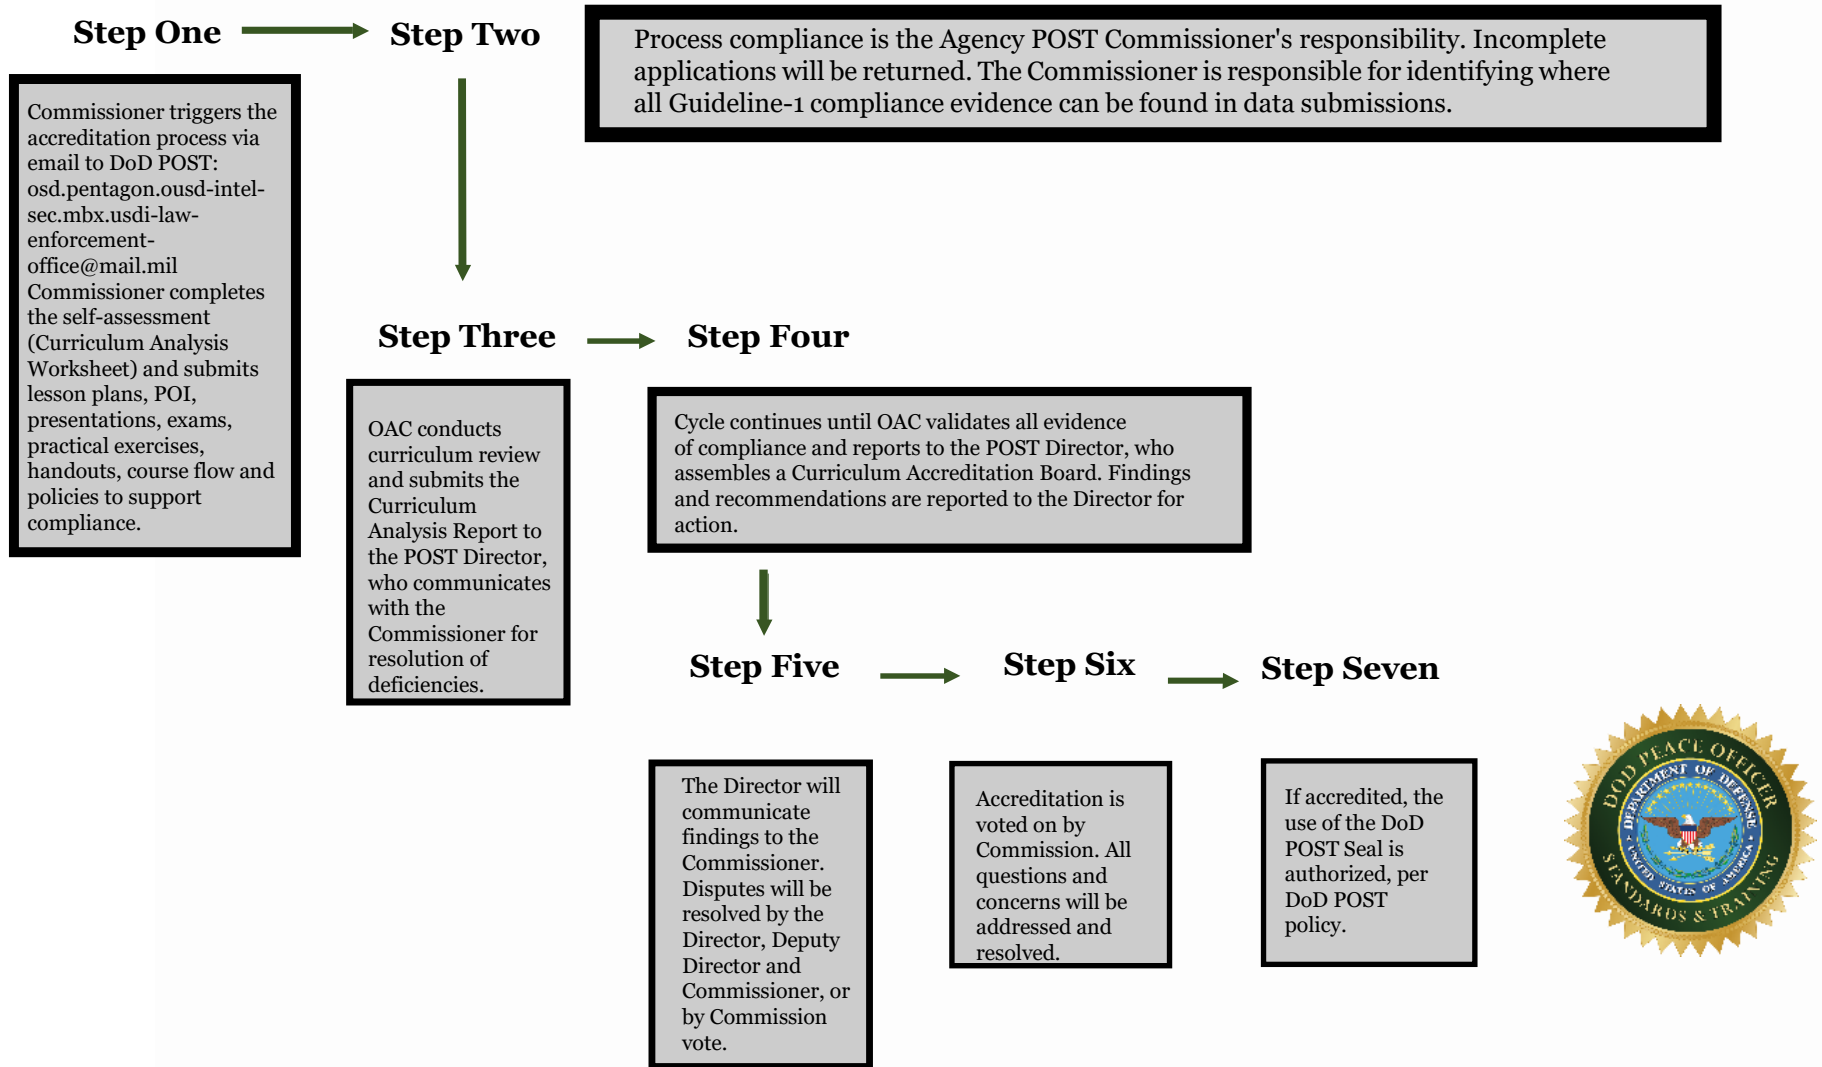 Step One
Step Two
Process compliance is the Agency POST Commissioner's responsibility. Incomplete
applications will be returned. The Commissioner is responsible for identifying where
all Guideline-1 compliance evidence can be found in data submissions.
Commissioner triggers the
accreditation process via
email to DoD POST:
osd.pentagon.ousd-intel-
sec.mbx.usdi-law-
enforcement-
office@mail.mil
Commissioner completes
the self-assessment
(Curriculum Analysis
Worksheet) and submits
lesson plans, POI,
presentations, exams,
practical exercises,
handouts, course flow and
policies to support
compliance.
Step Three
Step Four
OAC conducts
curriculum review
and submits the
Curriculum
Analysis Report to
the POST Director,
who communicates
with the
Commissioner for
resolution of
deficiencies.
Cycle continues until OAC validates all evidence
of compliance and reports to the POST Director, who
assembles a Curriculum Accreditation Board. Findings
and recommendations are reported to the Director for
action.
Step Five
Step Six
Step Seven
The Director will
communicate
findings to the
Commissioner.
Disputes will be
resolved by the
Director, Deputy
Director and
Commissioner, or
by Commission
vote.
Accreditation is
voted on by
Commission. All
questions and
concerns will be
addressed and
resolved.
If accredited, the
use of the DoD
POST Seal is
authorized, per
DoD POST
policy.
DOD PEACE OFFICER
STANDARDS & TRAINING
DEPARTMENT OF DEFENSE
UNITED STATES OF AMERICA